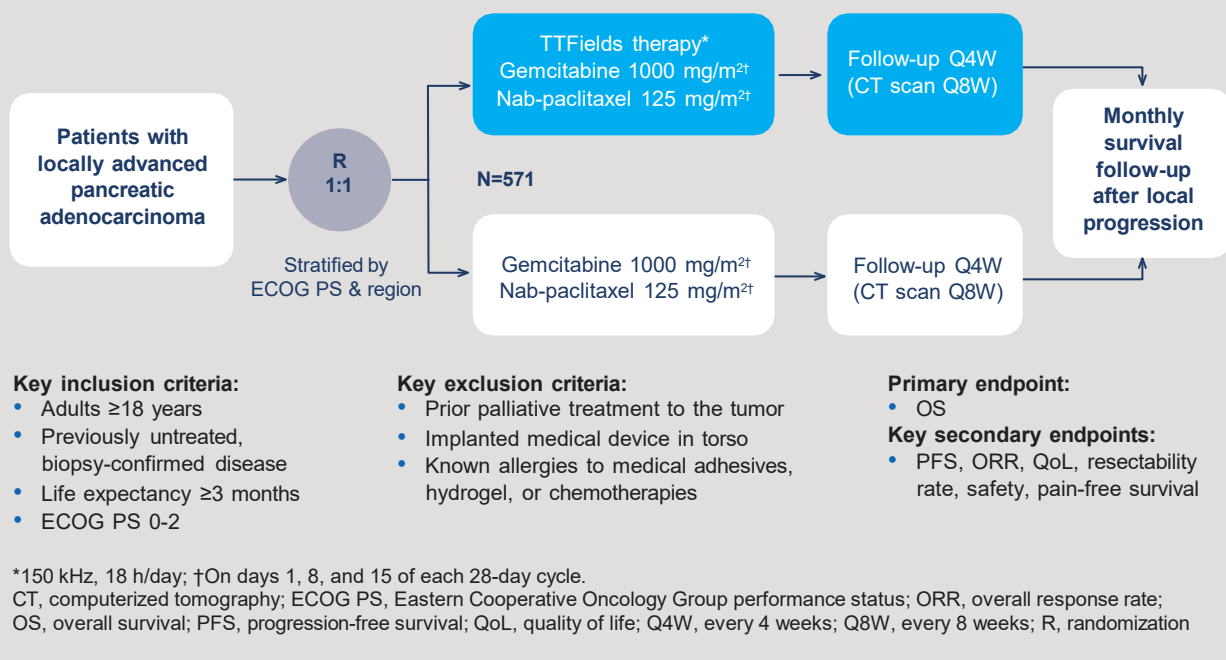 Patients with
locally advanced
pancreatic
adenocarcinoma
R
1:1
Stratified by
ECOG PS & region
TTFields therapy*
Gemcitabine 1000 mg/m²†
Nab-paclitaxel 125 mg/m²†
Follow-up Q4W
(CT scan Q8W)
N=571
Gemcitabine 1000 mg/m²†
Nab-paclitaxel 125 mg/m²†
Follow-up Q4W
(CT scan Q8W)
Monthly
survival
follow-up
after local
progression
Key inclusion criteria:
• Adults ≥18 years
• Previously untreated,
biopsy-confirmed disease
• Life expectancy ≥3 months
• ECOG PS 0-2
Key exclusion criteria:
• Prior palliative treatment to the tumor
• Implanted medical device in torso
• Known allergies to medical adhesives,
hydrogel, or chemotherapies
Primary endpoint:
• OS
Key secondary endpoints:
• PFS, ORR, QoL, resectability
rate, safety, pain-free survival
*150 kHz, 18 h/day; †On days 1, 8, and 15 of each 28-day cycle.
CT, computerized tomography; ECOG PS, Eastern Cooperative Oncology Group performance status; ORR, overall response rate;
OS, overall survival; PFS, progression-free survival; QoL, quality of life; Q4W, every 4 weeks; Q8W, every 8 weeks; R, randomization